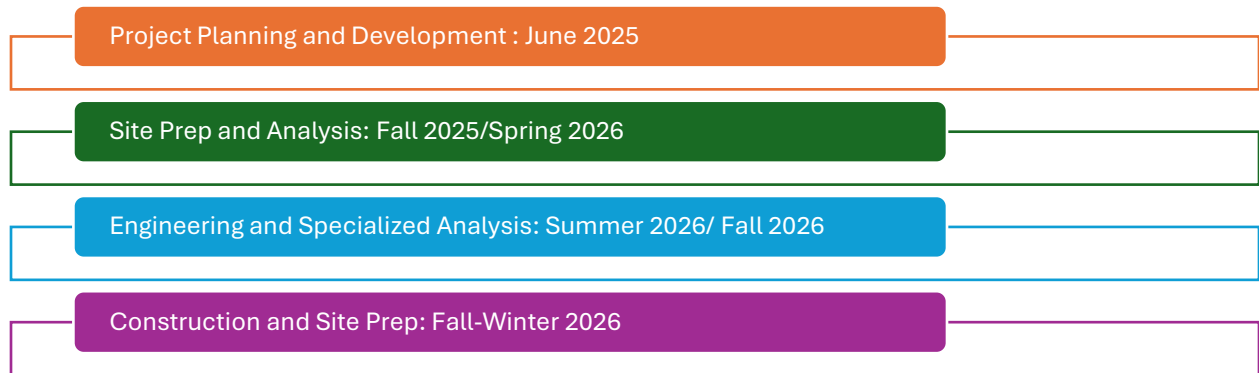 Project Planning and Development : June 2025
Site Prep and Analysis: Fall 2025/Spring 2026
Engineering and Specialized Analysis: Summer 2026/ Fall 2026
Construction and Site Prep: Fall-Winter 2026